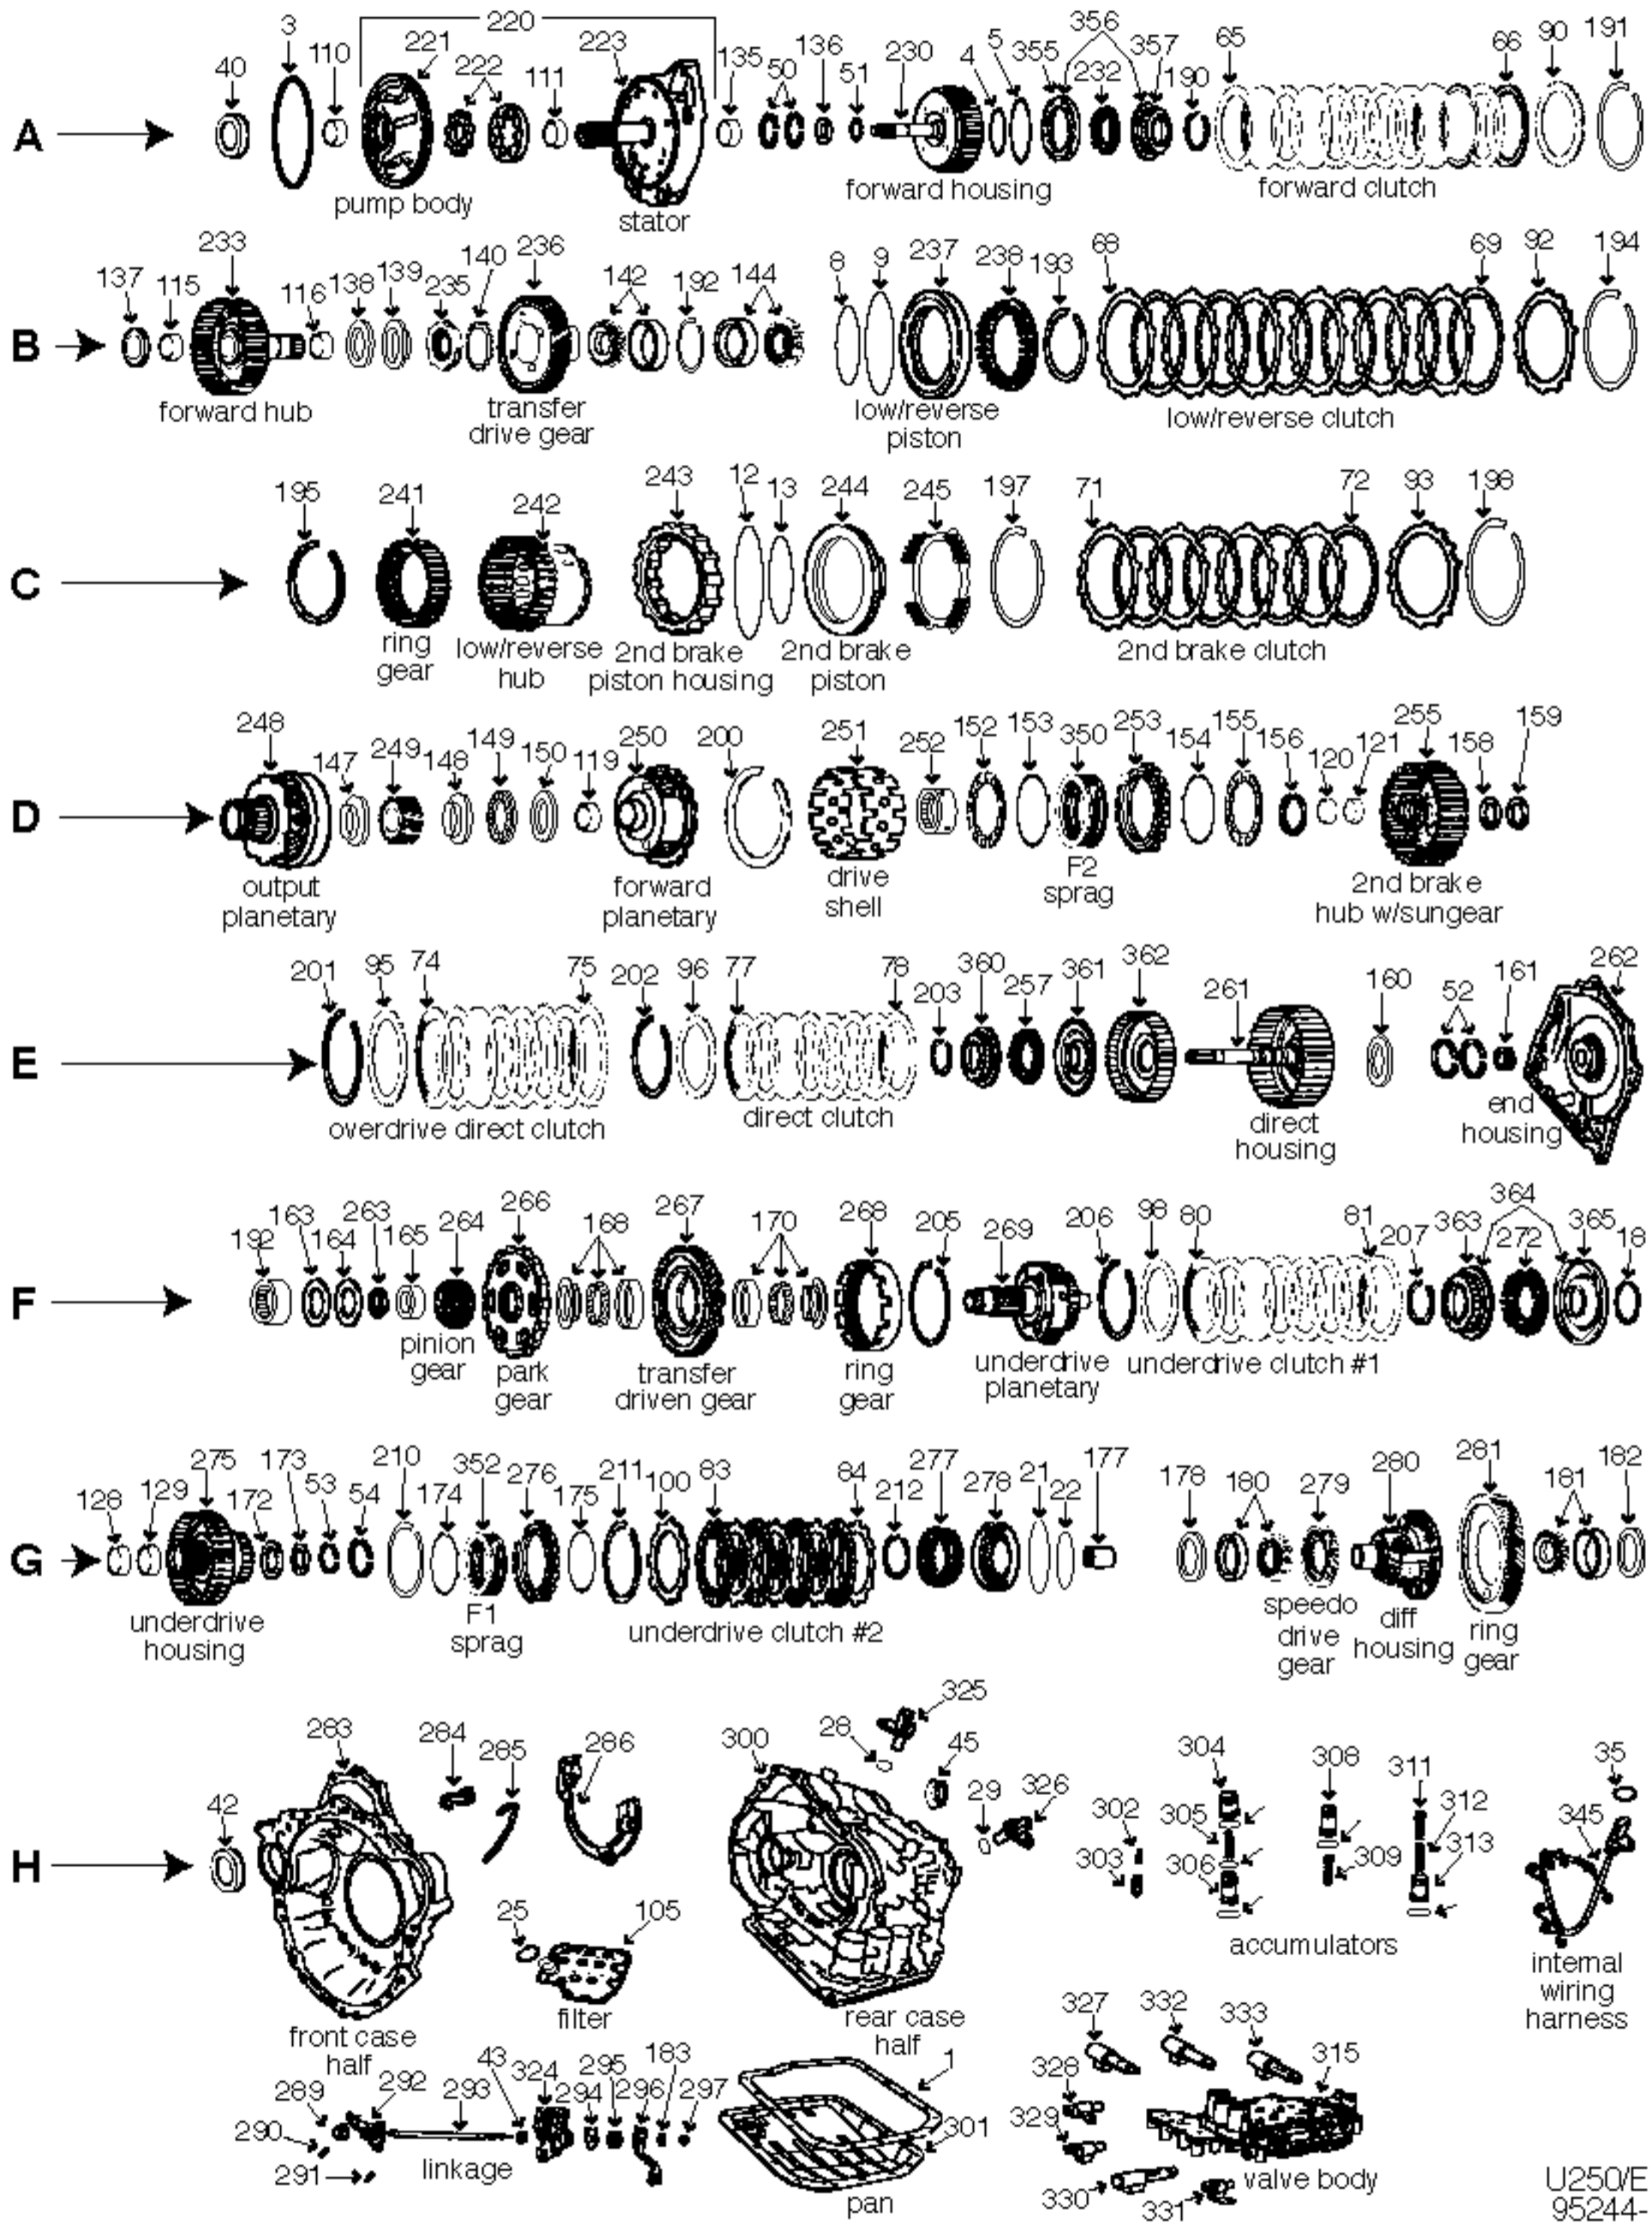 A
40
3
110
220
221
222
111
223
135
50
136
51
230
4
5
355
356
232
357
190
65
66
90
191
pump body
stator
forward housing
forward clutch
B
137
115
233
116
138
139
235
140
236
142
192
144
8
9
237
238
193
68
69
92
194
forward hub
transfer
drive gear
low/reverse
piston
low/reverse clutch
C
195
241
242
243
12
13
244
245
197
71
72
93
198
ring
gear
low/reverse
hub
2nd brake
piston housing
2nd brake
piston
2nd brake clutch
D
248
147
249
148
149
150
119
250
200
251
252
152
153
350
253
154
155
156
120
121
255
158
159
output
planetary
forward
planetary
drive
shell
F2
sprag
2nd brake
hub w/sungear
E
201
95
74
75
202
96
77
78
203
360
257
361
362
261
160
52
161
262
overdrive direct clutch
direct clutch
direct
housing
end
housing
F
192
163
164
263
165
264
266
168
267
170
268
205
269
206
98
80
81
207
363
364
272
365
18
pinion
gear
park
gear
transfer
driven gear
ring
gear
underdrive
planetary
underdrive clutch #1
G
128
129
275
172
173
53
54
210
174
352
276
175
211
100
83
84
212
277
278
21
22
177
178
180
279
280
281
181
182
underdrive
housing
F1
sprag
underdrive clutch #2
speedo
drive
gear
diff
housing
ring
gear
H
42
283
284
285
286
25
105
300
28
325
45
29
326
302
303
304
305
306
308
309
311
312
313
35
345
front case
half
filter
rear case
half
accumulators
internal
wiring
harness
289
290
291
292
293
43
324
294
295
296
183
297
1
301
327
328
329
330
331
332
333
315
linkage
pan
valve body
U250/E
95244-